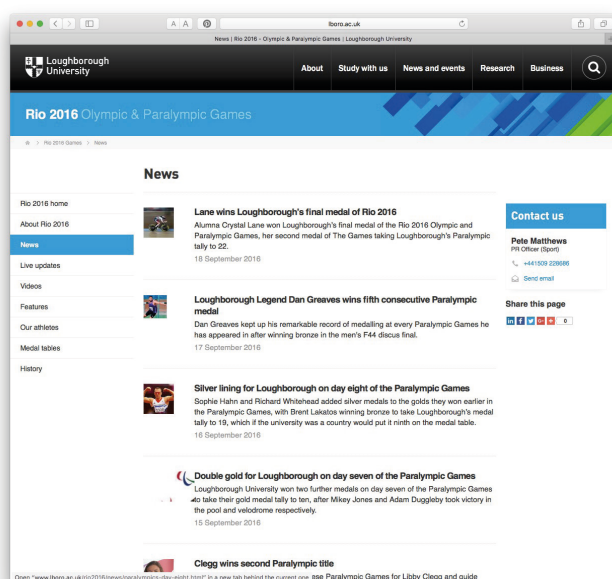 A A
lboro.ac.uk
News | Rio 2016 - Olympic & Paralympic Games | Loughborough University
Loughborough
University
About Study with us News and events Research Business
Rio 2016 Olympic & Paralympic Games
Rio 2016 Games > News
News
Rio 2016 home
About Rio 2016
News
Live updates
Videos
Features
Our athletes
Medal tables
History
Lane wins Loughborough's final medal of Rio 2016
Alumna Crystal Lane won Loughborough's final medal of the Rio 2016 Olympic and
Paralympic Games, her second medal of The Games taking Loughborough's Paralympic
tally to 22.
18 September 2016
Loughborough Legend Dan Greaves wins fifth consecutive Paralympic
medal
Dan Greaves kept up his remarkable record of medalling at every Paralympic Games he
has appeared in after winning bronze in the men's F44 discus final.
17 September 2016
Silver lining for Loughborough on day eight of the Paralympic Games
Sophie Hahn and Richard Whitehead added silver medals to the golds they won earlier in
the Paralympic Games, with Brent Lakatos winning bronze to take Loughborough's medal
tally to 19, which if the university was a country would put it ninth on the medal table.
16 September 2016
Double gold for Loughborough on day seven of the Paralympic Games
Loughborough University won two further medals on day seven of the Paralympic Games
to take their gold medal tally to ten, after Mikey Jones and Adam Duggleby took victory in
the pool and velodrome respectively.
15 September 2016
Clegg wins second Paralympic title
ese Paralympic Games for Libby Clegg and guide
Contact us
Pete Matthews
PR Officer (Sport)
+441509 228686
Send email
Share this page
0
Open "www.lboro.ac.uk/rio2016/news/paralympics-day-eight.html" in a new tab behind the current one